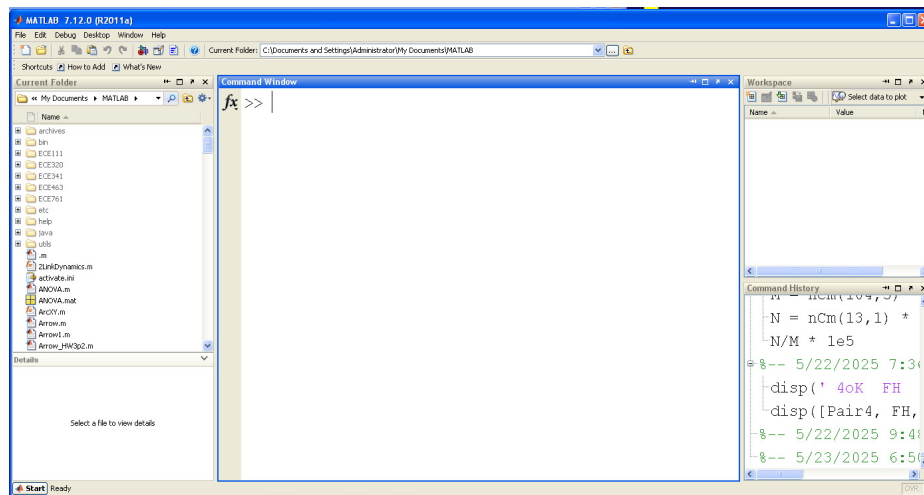 MATLAB 7.12.0 (R2011a)
File Edit Debug Desktop Window Help
Current Folder: C:\Documents and Settings\Administrator\My Documents\MATLAB
Shortcuts How to Add What's New
Current Folder
« My Documents ▸ MATLAB ▸
Name
archives
bin
ECE111
ECE320
ECE341
ECE463
ECE761
etc
help
java
utils
.m
2LinkDynamics.m
activate.ini
ANOVA.m
ANOVA.mat
ArcXY.m
Arrow.m
Arrow1.m
Arrow_HW3p2.m
Details
Select a file to view details
Command Window
fx >>
Workspace
Select data to plot
Name Value
Command History
M = nCm(104,5)
N = nCm(13,1) *
N/M * 1e5
%-- 5/22/2025 7:3
disp(' 4oK FH
disp([Pair4, FH,
%-- 5/22/2025 9:48
%-- 5/23/2025 6:50
Start Ready
OVR